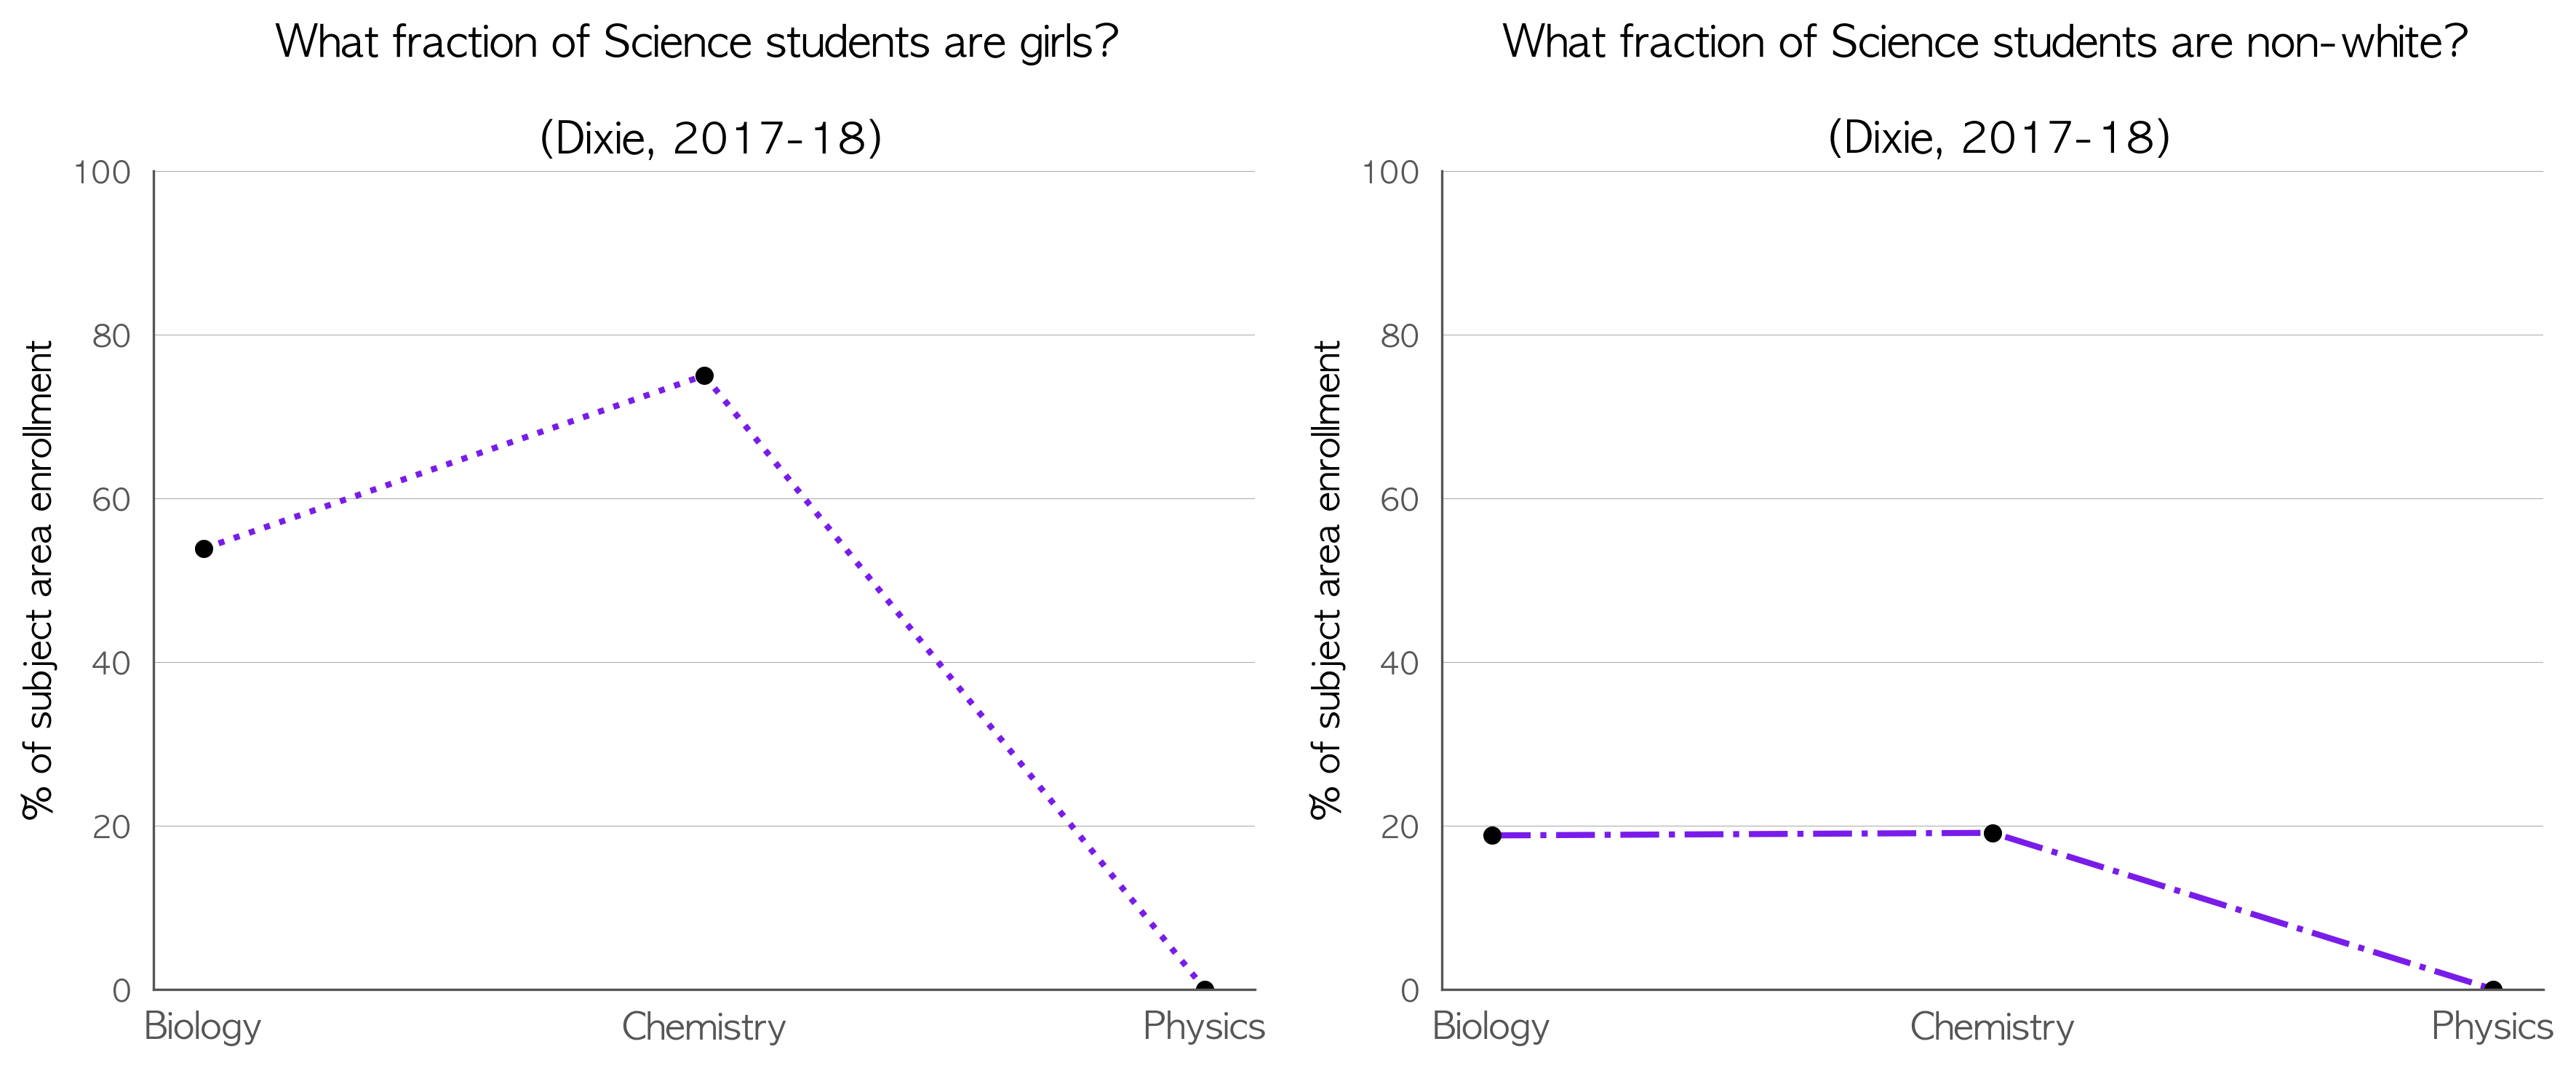 What fraction of Science students are girls?
(Dixie, 2017-18)
100
80
60
40
20
0
% of subject area enrollment
Biology
Chemistry
Physics
What fraction of Science students are non-white?
(Dixie, 2017-18)
100
80
60
40
20
0
% of subject area enrollment
Biology
Chemistry
Physics